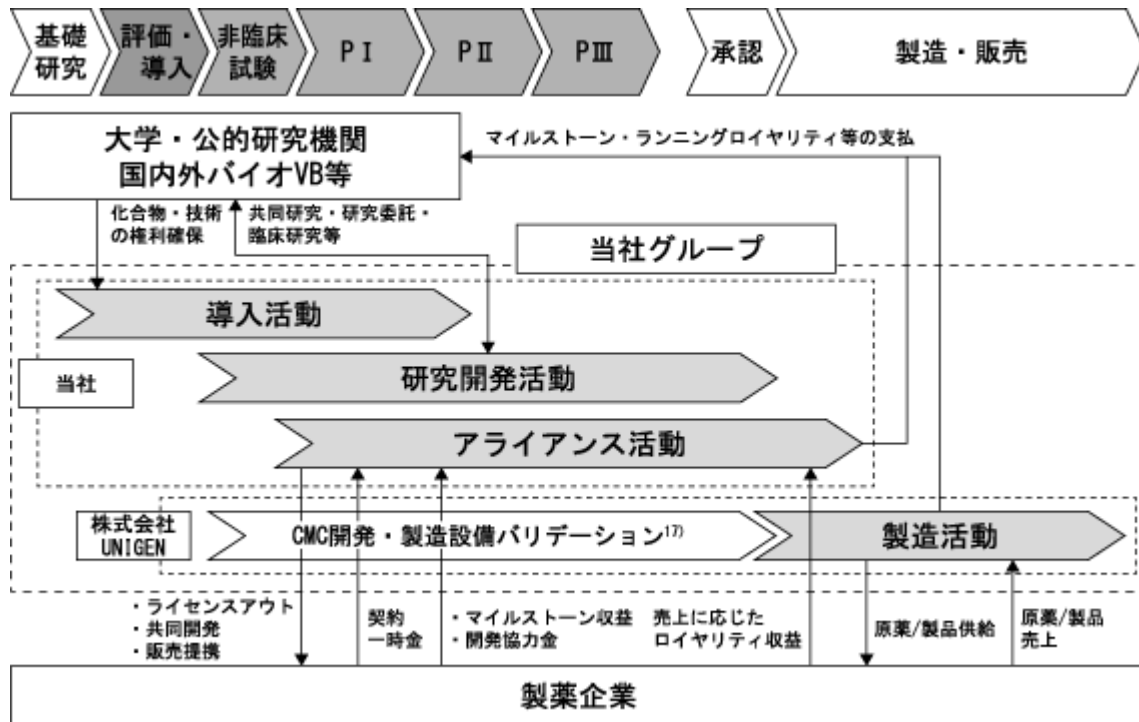 基礎
研究
評価・
導入
非臨床
試験
PⅠ
PⅡ
PⅢ
承認
製造・販売
大学・公的研究機関
国内外バイオVB等
マイルストーン・ランニングロイヤリティ等の支払
化合物・技術
の権利確保
共同研究・研究委託・
臨床研究等
当社グループ
導入活動
当社
研究開発活動
アライアンス活動
株式会社
UNIGEN
CMC開発・製造設備バリデーション17)
製造活動
・ライセンスアウト
・共同開発
・販売提携
契約
一時金
・マイルストーン収益
・開発協力金
売上に応じた
ロイヤリティ収益
原薬/製品供給
原薬/製品
売上
製薬企業